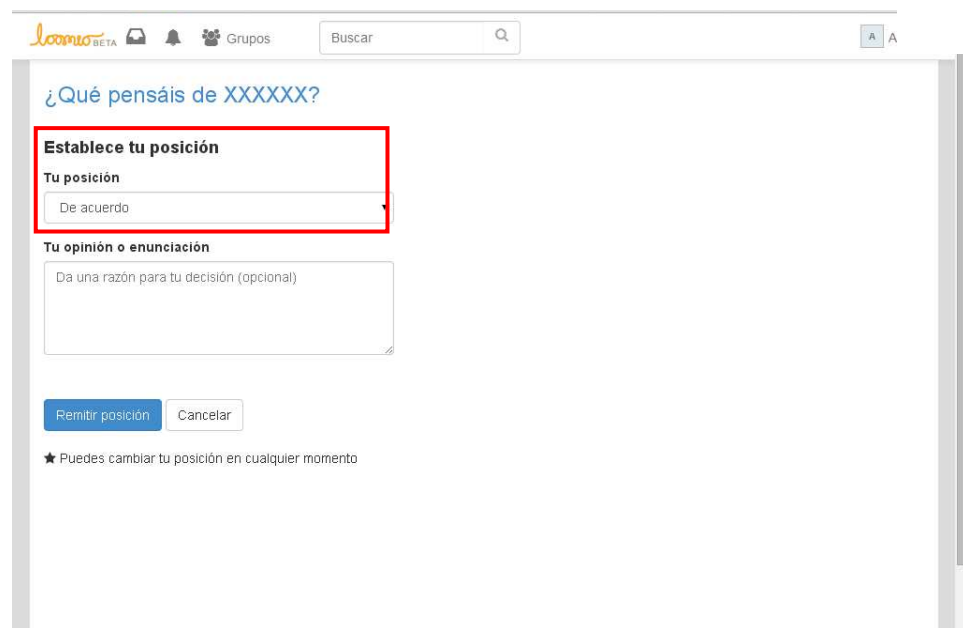 loomio BETA Grupos Buscar A A
¿Qué pensáis de XXXXXX?
Establece tu posición
Tu posición
De acuerdo
Tu opinión o enunciación
Da una razón para tu decisión (opcional)
Remitir posición Cancelar
Puedes cambiar tu posición en cualquier momento